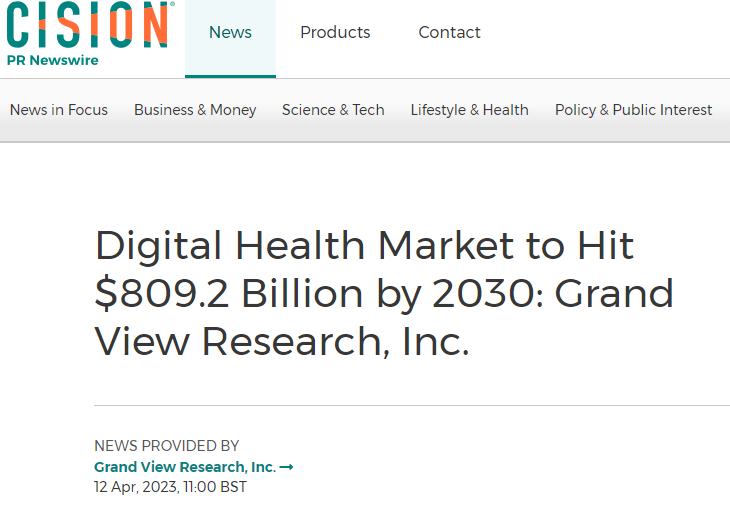 CISION®
PR Newswire
News
Products
Contact
News in Focus
Business & Money
Science & Tech
Lifestyle & Health
Policy & Public Interest
Digital Health Market to Hit
$809.2 Billion by 2030: Grand
View Research, Inc.
NEWS PROVIDED BY
Grand View Research, Inc. →
12 Apr, 2023, 11:00 BST